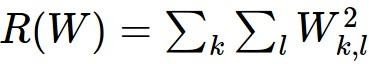 R(W) = ∑_k ∑_l W_{k,l}^2